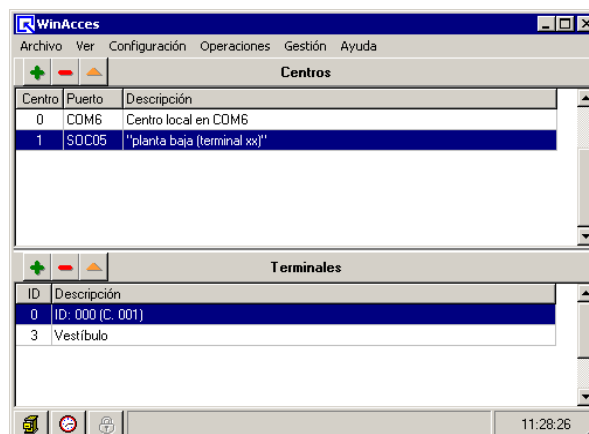 WinAcces
Archivo Ver Configuración Operaciones Gestión Ayuda
Centros
Centro Puerto Descripción
0 COM6 Centro local en COM6
1 SOC05 "planta baja (terminal xx)"
Terminales
ID Descripción
0 ID: 000 (C. 001)
3 Vestíbulo
11:28:26